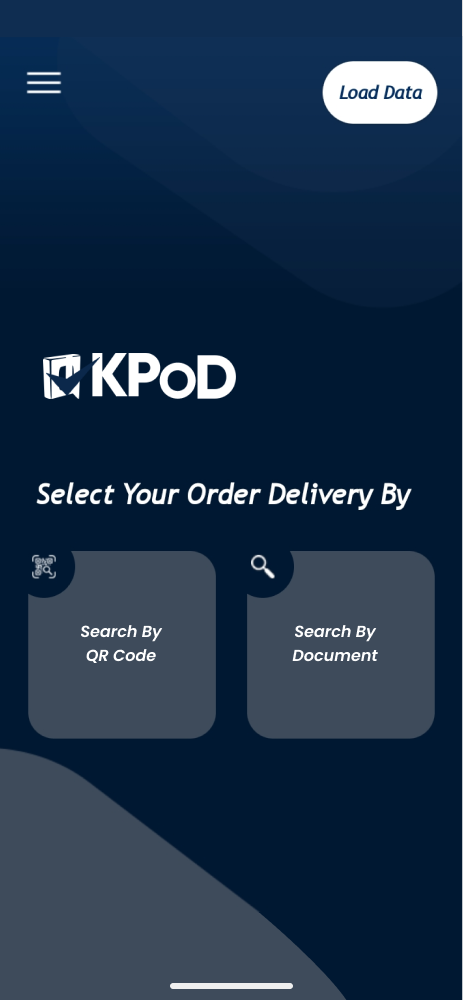 Load Data
KPoD
Select Your Order Delivery By
Search By
QR Code
Search By
Document